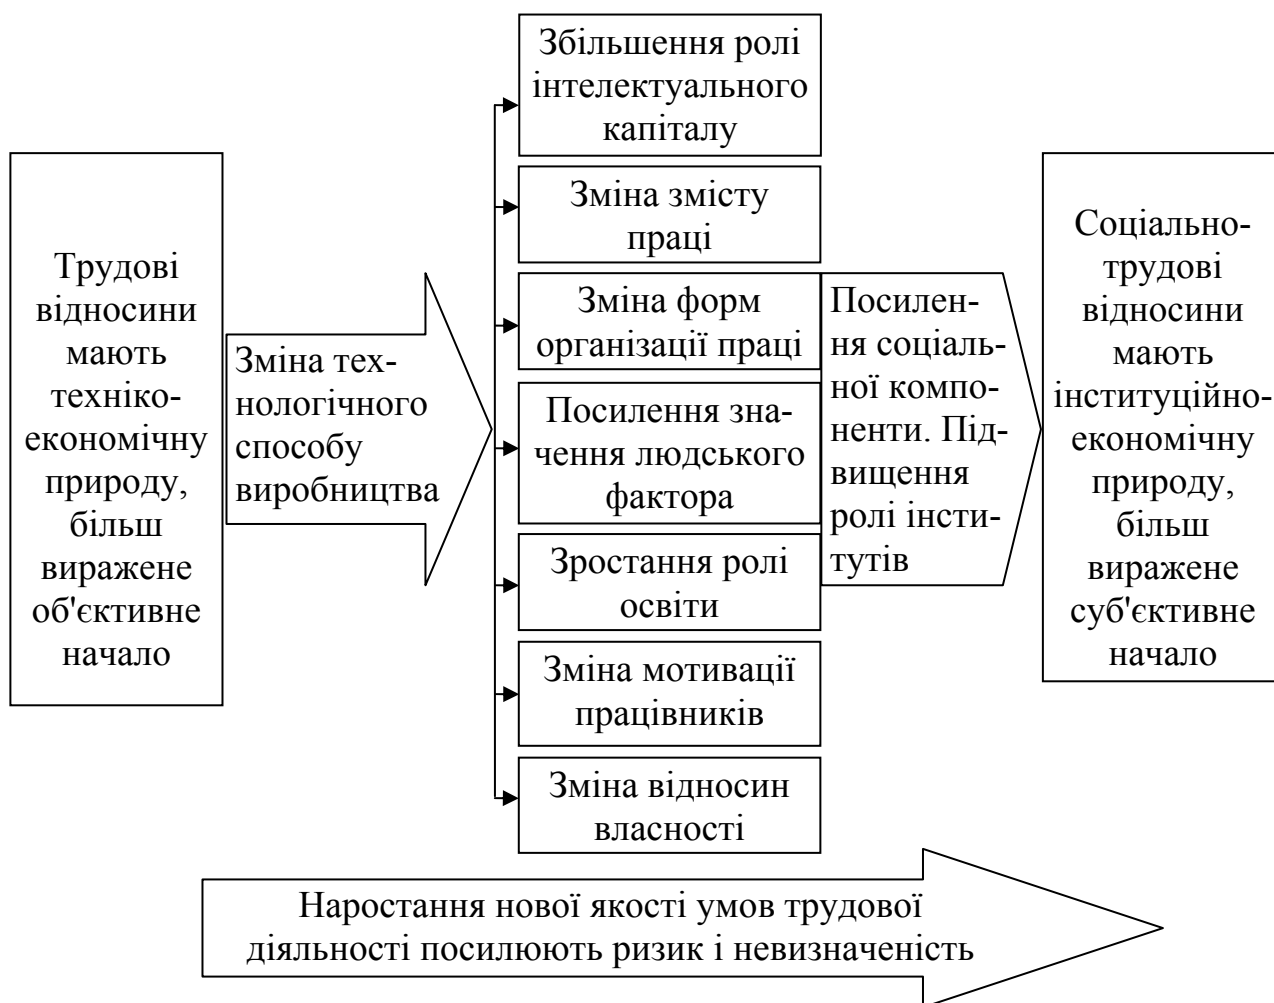 Трудові
відносини
мають
техніко-
економічну
природу,
більш
виражене
об'єктивне
начало
Зміна тех-
нологічного
способу
виробництва
Збільшення ролі
інтелектуального
капіталу
Зміна змісту
праці
Зміна форм
організації праці
Посилення зна-
чення людського
фактора
Зростання ролі
освіти
Зміна мотивації
працівників
Зміна відносин
власності
Посилен-
ня соціаль-
ної компо-
ненти. Під-
вищення
ролі інсти-
тутів
Соціально-
трудові
відносини
мають
інституційно-
економічну
природу,
більш
виражене
суб'єктивне
начало
Наростання нової якості умов трудової
діяльності посилюють ризик і невизначеність